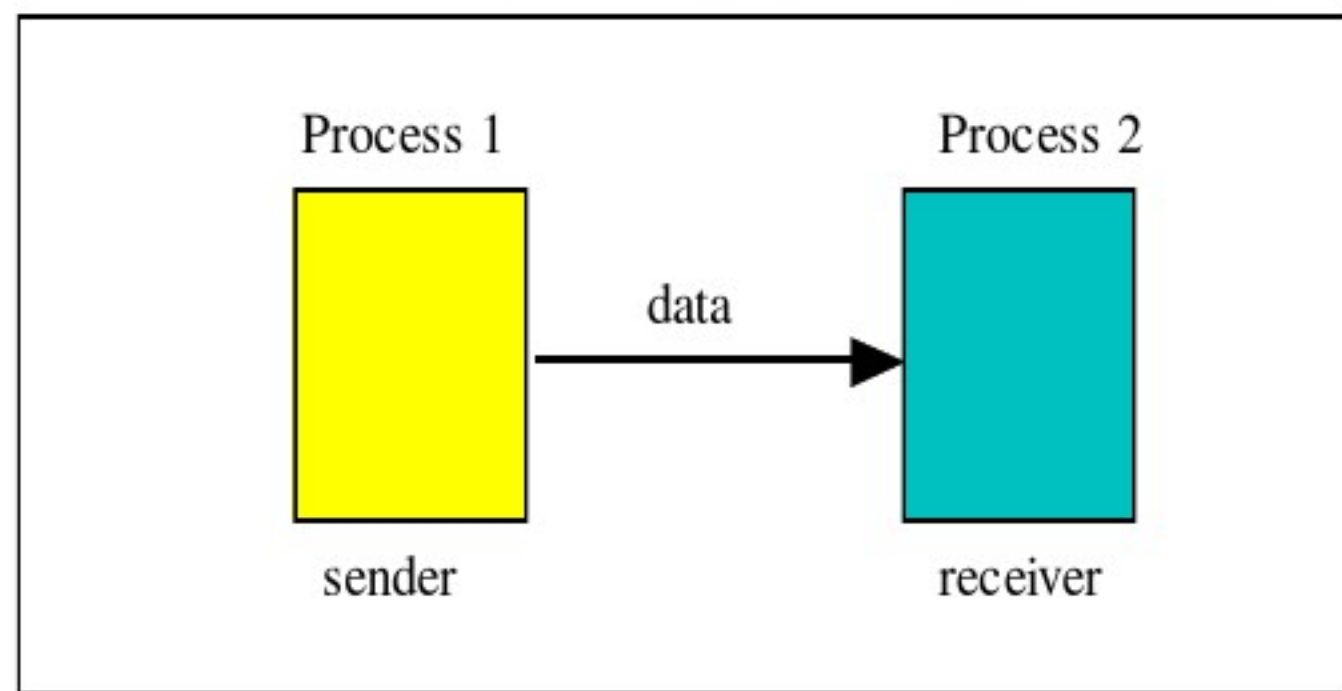 Process 1
Process 2
data
sender
receiver